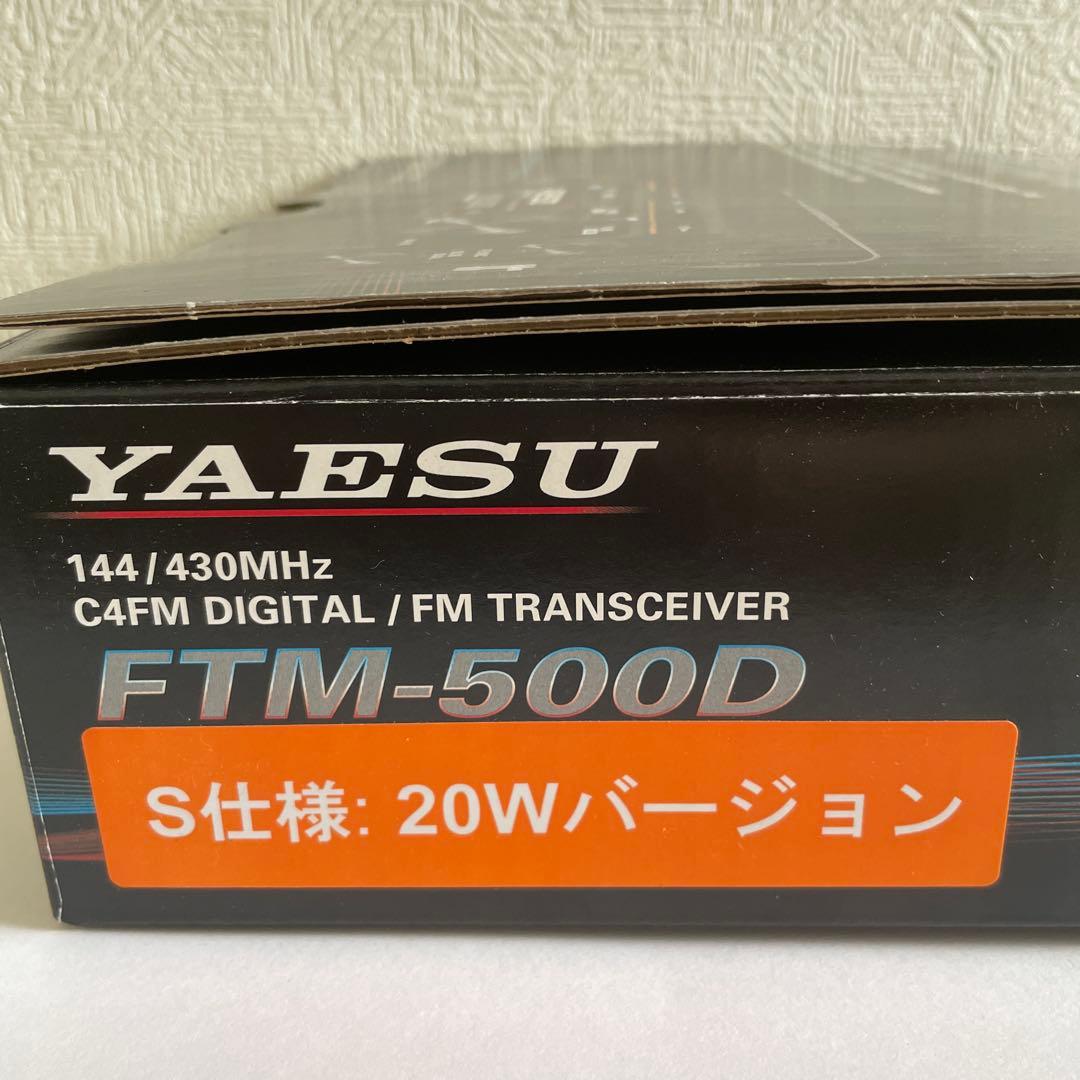 YAESU
144/430MHz
C4FM DIGITAL / FM TRANSCEIVER
FTM-500D
S仕様: 20Wバージョン